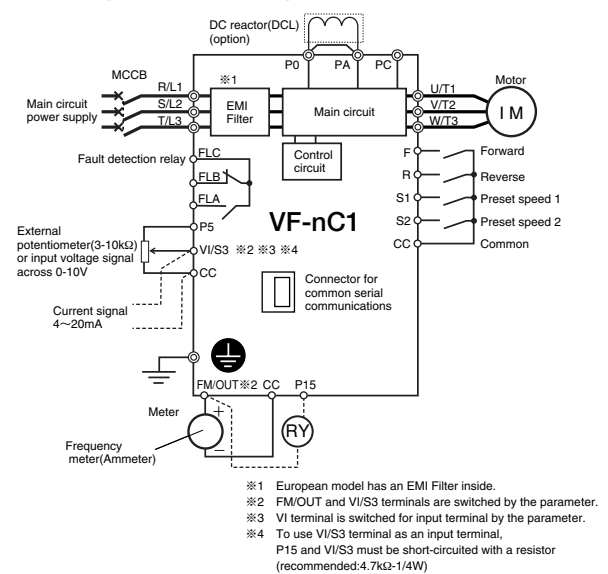 DC reactor(DCL)
(option)
P0 PA PC
MCCB
※1
R/L1
S/L2
T/L3
Main circuit
power supply
EMI
Filter
Main circuit
Control
circuit
U/T1
V/T2
W/T3
Motor
I M
Fault detection relay
FLC
FLB
FLA
F Forward
R Reverse
S1 Preset speed 1
S2 Preset speed 2
CC Common
VF-nC1
P5
External
potentiometer(3-10kΩ)
or input voltage signal
across 0-10V
VI/S3 ※2 ※3 ※4
CC
Current signal
4～20mA
Connector for
common serial
communications
FM/OUT※2 CC P15
Meter
+
−
RY
Frequency
meter(Ammeter)
※1 European model has an EMI Filter inside.
※2 FM/OUT and VI/S3 terminals are switched by the parameter.
※3 VI terminal is switched for input terminal by the parameter.
※4 To use VI/S3 terminal as an input terminal,
P15 and VI/S3 must be short-circuited with a resistor
(recommended:4.7kΩ-1/4W)